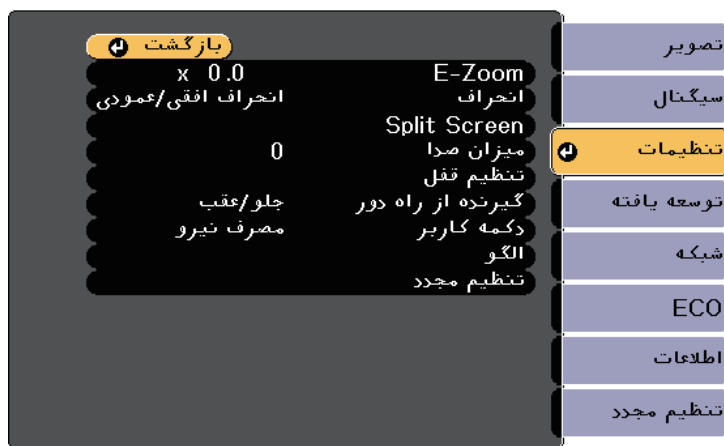 تصویر
سیگنال
تنظیمات
توسعه یافته
شبکه
ECO
اطلاعات
تنظیم مجدد
بازگشت
E-Zoom x 0.0
انحراف انحراف افقی/عمودی
Split Screen
میزان صدا 0
تنظیم قفل
گیرنده از راه دور جلو/عقب
دکمه کاربر مصرف نیرو
الگو
تنظیم مجدد